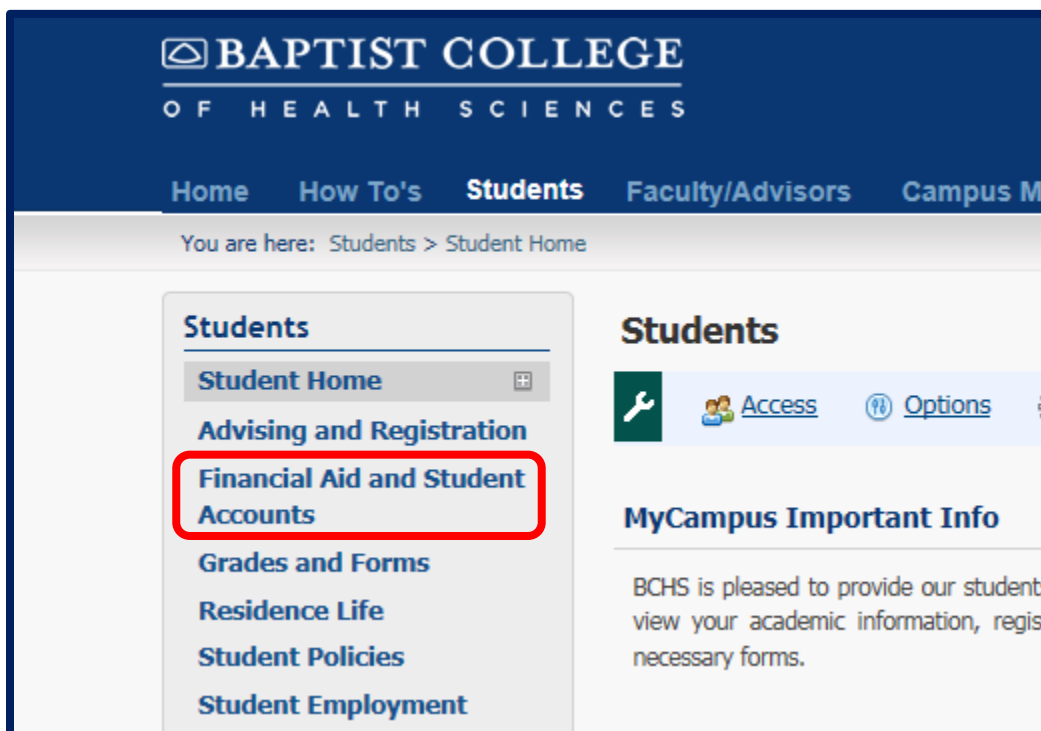 BAPTIST COLLEGE
OF HEALTH SCIENCES
Home How To's Students Faculty/Advisors Campus M
You are here: Students > Student Home
Students
Student Home
Advising and Registration
Financial Aid and Student
Accounts
Grades and Forms
Residence Life
Student Policies
Student Employment
Students
Access Options
MyCampus Important Info
BCHS is pleased to provide our student
view your academic information, regis
necessary forms.